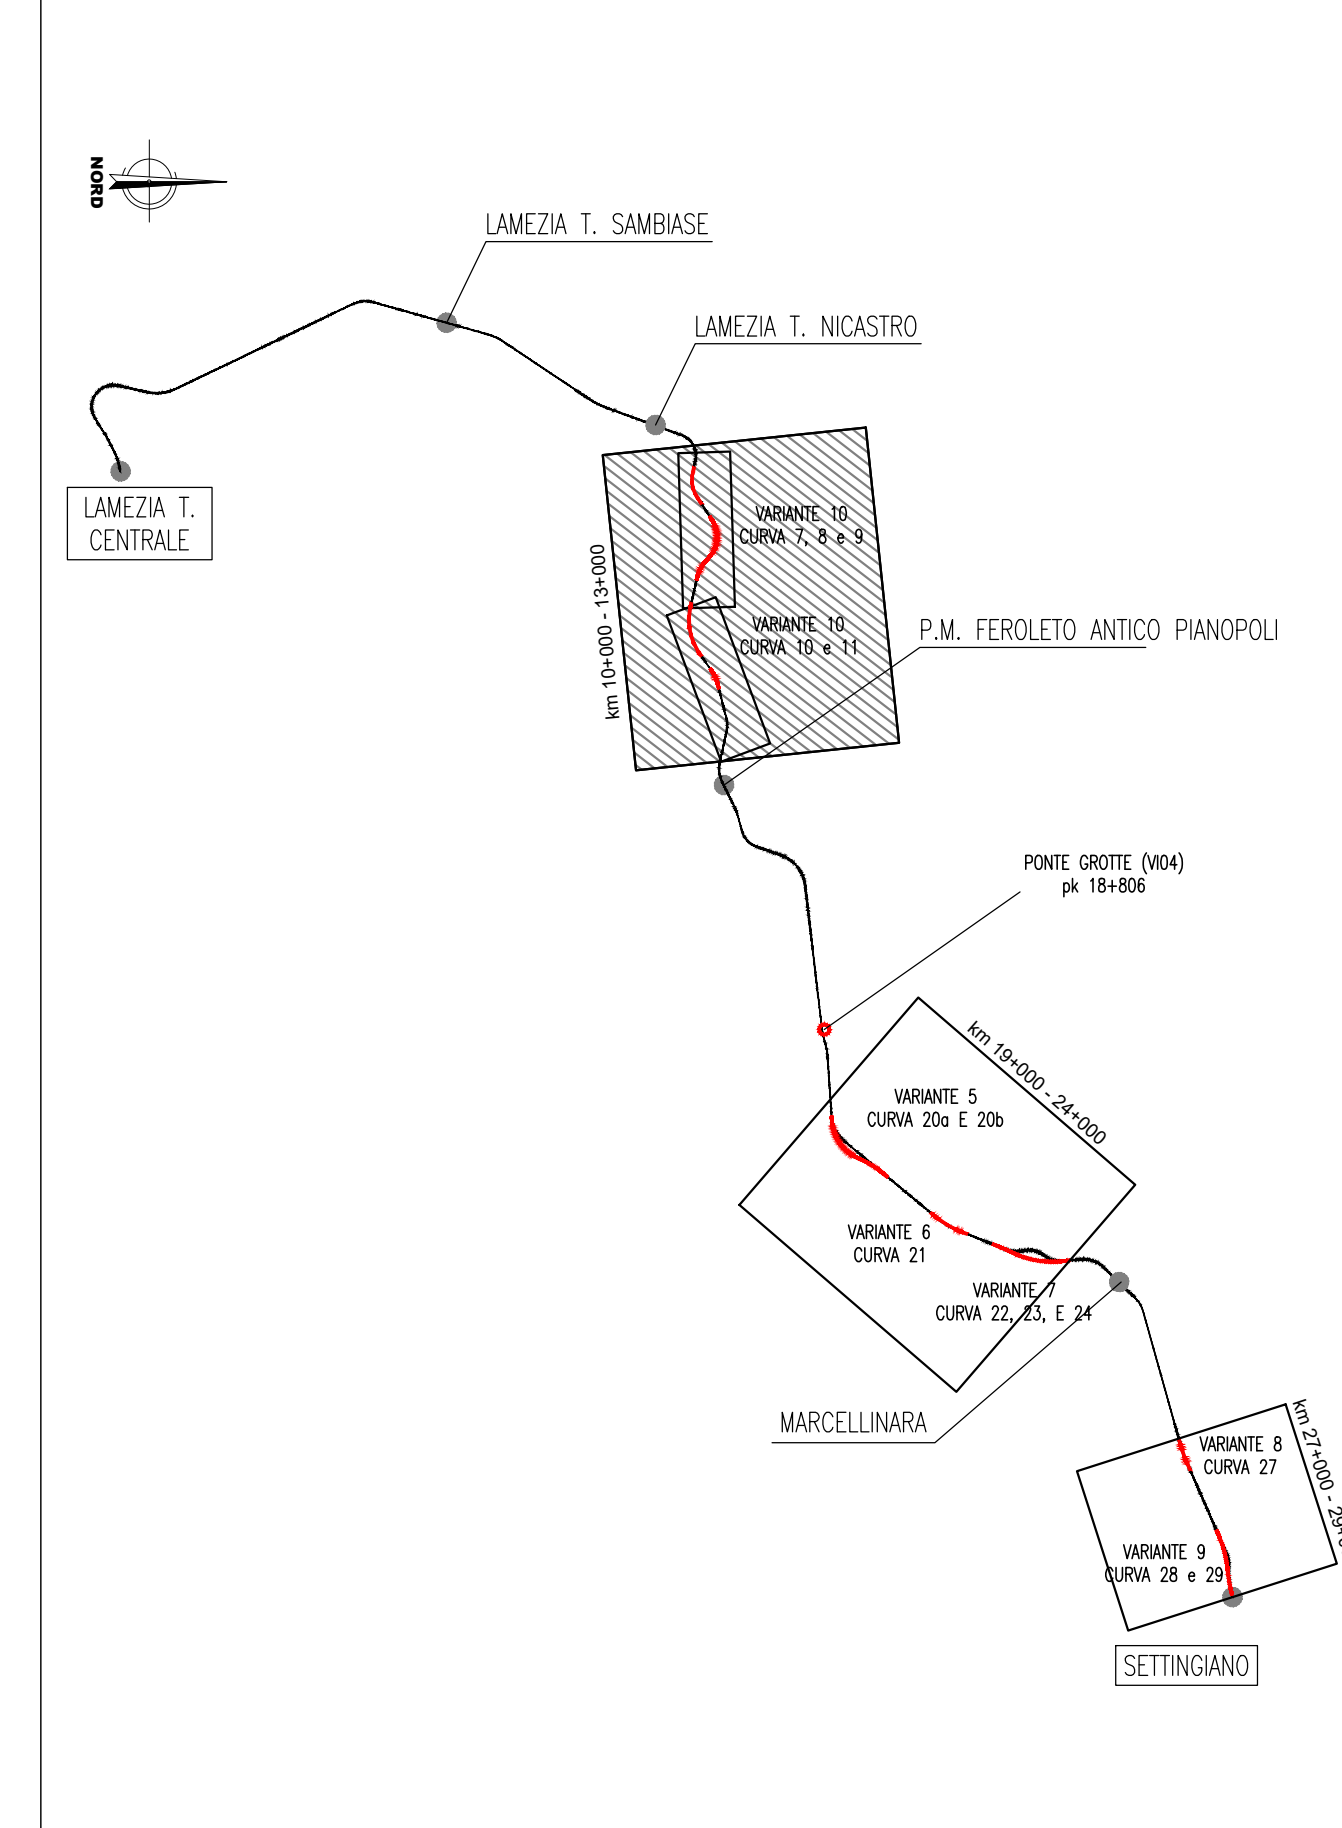 NORD
LAMEZIA T. SAMBIASE
LAMEZIA T. NICASTRO
LAMEZIA T.
CENTRALE
VARIANTE 10
CURVA 7, 8 e 9
km 10+000 - 13+000
VARIANTE 10
CURVA 10 e 11
P.M. FEROLETO ANTICO PIANOPOLI
PONTE GROTTE (VI04)
pk 18+806
km 19+000 - 24+000
VARIANTE 5
CURVA 20a E 20b
VARIANTE 6
CURVA 21
VARIANTE 7
CURVA 22, 23, E 24
MARCELLINARA
km 27+000 -
VARIANTE 8
CURVA 27
VARIANTE 9
CURVA 28 e 29
SETTINGIANO